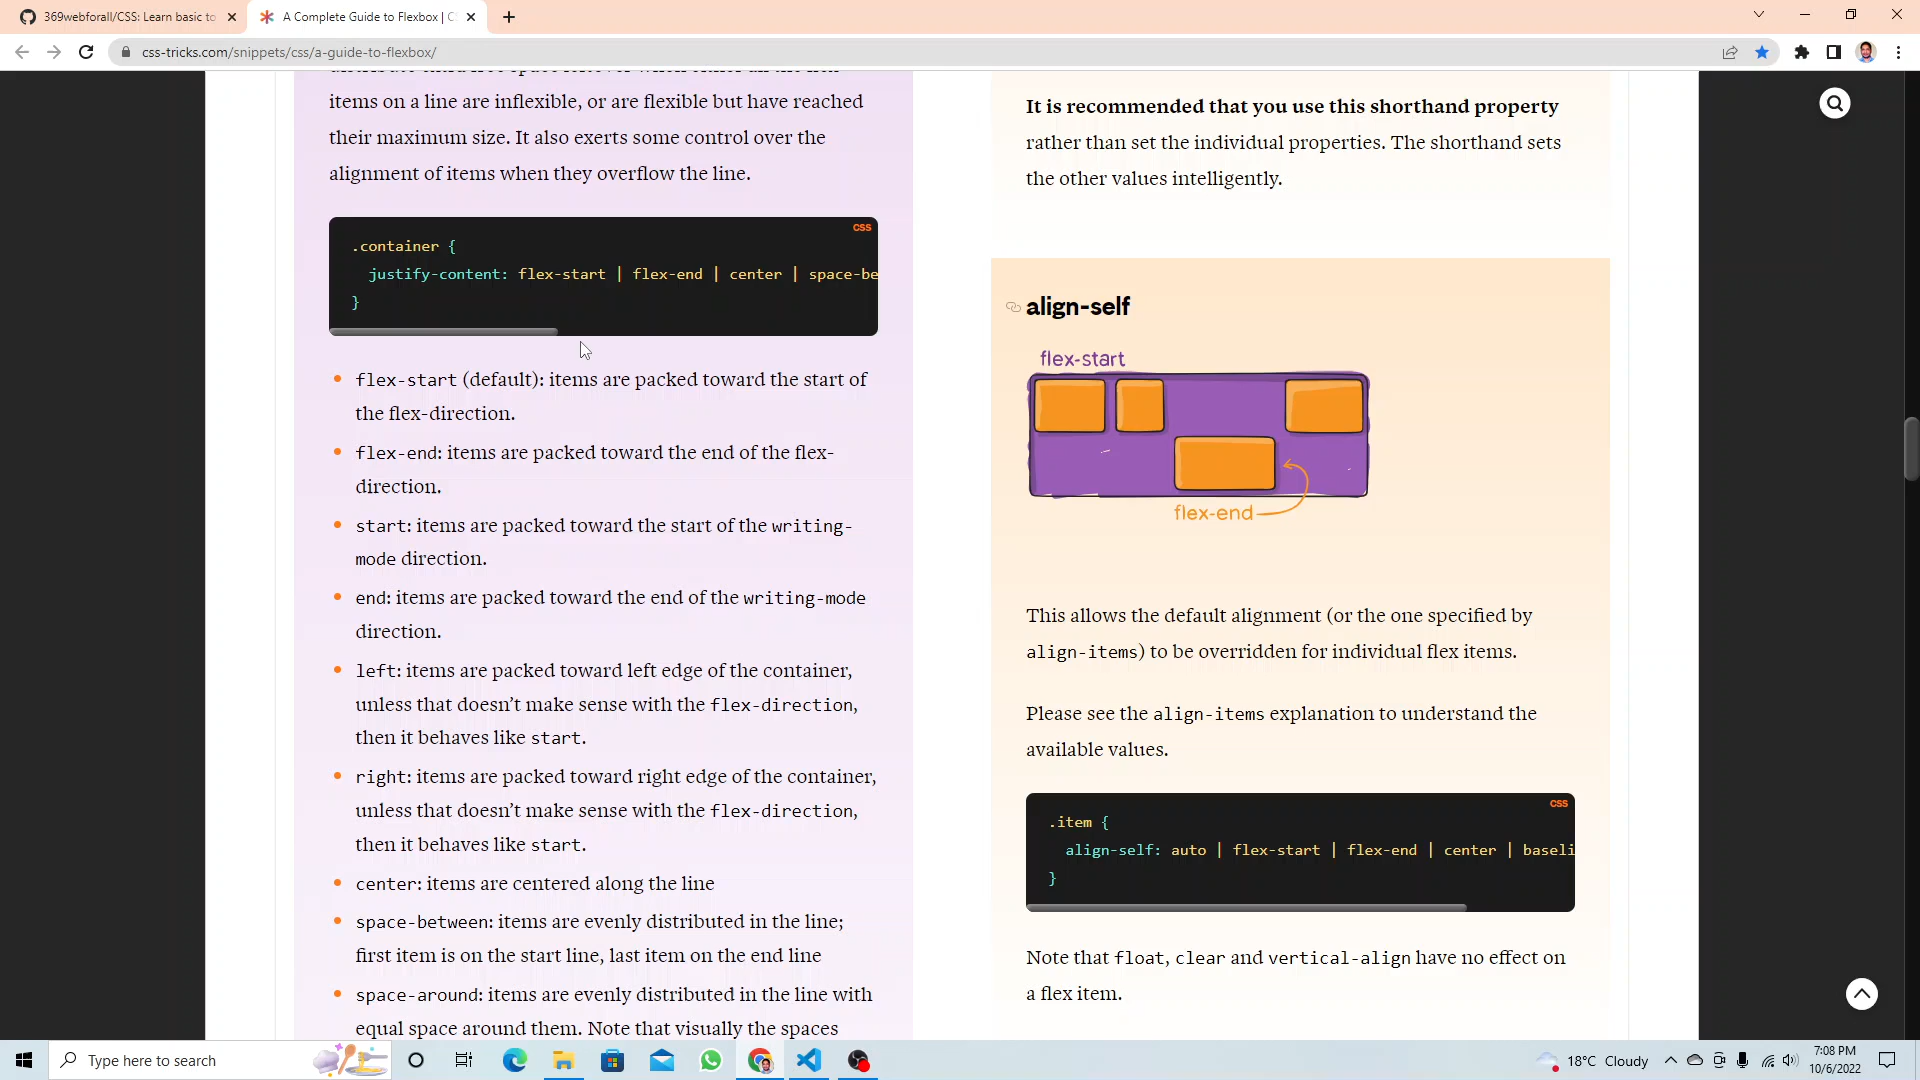 369webforall/CSS: Learn basic to
A Complete Guide to Flexbox | C
css-tricks.com/snippets/css/a-guide-to-flexbox/
items on a line are inflexible, or are flexible but have reached
their maximum size. It also exerts some control over the
alignment of items when they overflow the line.
CSS
.container {
justify-content: flex-start | flex-end | center | space-be
}
flex-start (default): items are packed toward the start of
the flex-direction.
flex-end: items are packed toward the end of the flex-
direction.
start: items are packed toward the start of the writing-
mode direction.
end: items are packed toward the end of the writing-mode
direction.
left: items are packed toward left edge of the container,
unless that doesn’t make sense with the flex-direction,
then it behaves like start.
right: items are packed toward right edge of the container,
unless that doesn’t make sense with the flex-direction,
then it behaves like start.
center: items are centered along the line
space-between: items are evenly distributed in the line;
first item is on the start line, last item on the end line
space-around: items are evenly distributed in the line with
equal space around them. Note that visually the spaces
It is recommended that you use this shorthand property
rather than set the individual properties. The shorthand sets
the other values intelligently.
align-self
flex-start
flex-end
This allows the default alignment (or the one specified by
align-items) to be overridden for individual flex items.
Please see the align-items explanation to understand the
available values.
CSS
.item {
align-self: auto | flex-start | flex-end | center | baseli
}
Note that float, clear and vertical-align have no effect on
a flex item.
Type here to search
18°C Cloudy
7:08 PM
10/6/2022